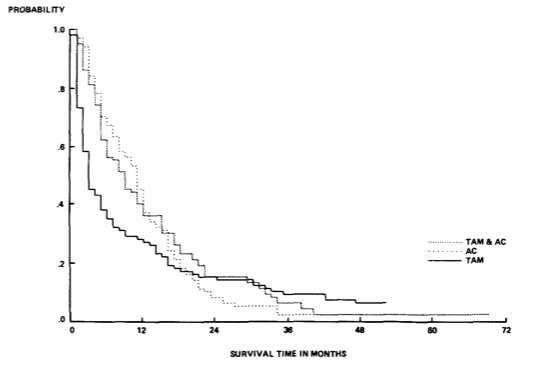 PROBABILITY
1.0
.8
.6
.4
.2
.0
TAM & AC
AC
TAM
0 12 24 36 48 60 72
SURVIVAL TIME IN MONTHS